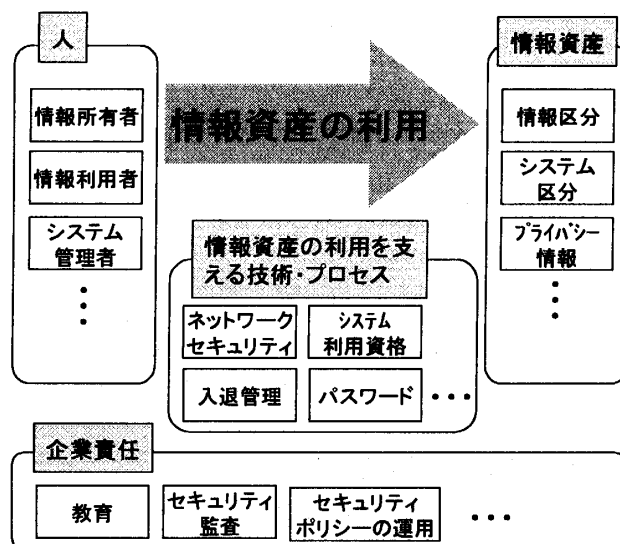 人
情報所有者
情報利用者
システム
管理者
情報資産の利用
情報資産
情報区分
システム
区分
プライバシー
情報
情報資産の利用を支
える技術・プロセス
ネットワーク
セキュリティ
システム
利用資格
入退管理
パスワード
・・・
企業責任
教育
セキュリティ
監査
セキュリティ
ポリシーの運用
・・・